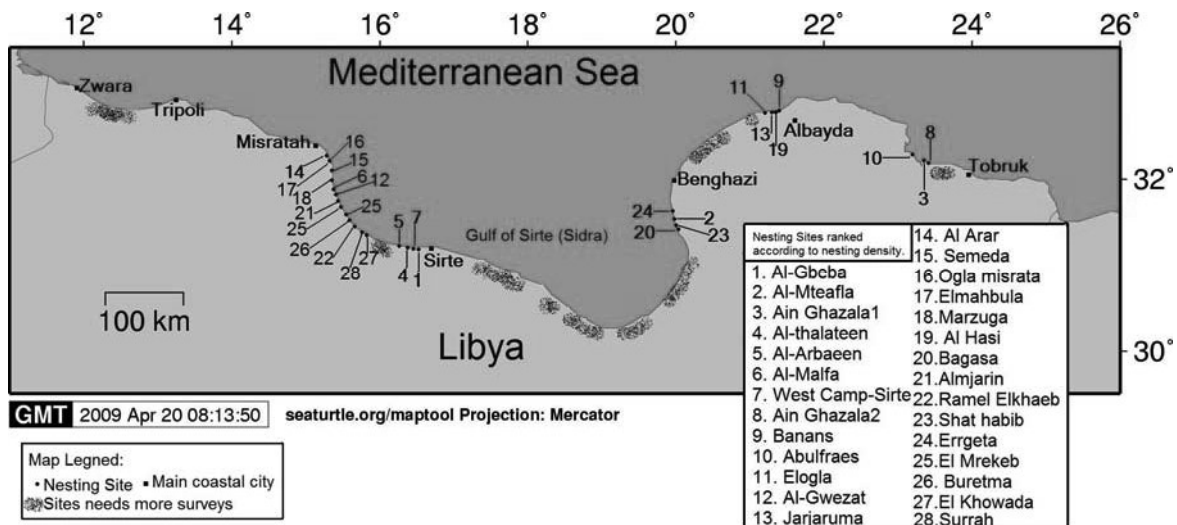 12 14 16 18 20 22 24 26
Mediterranean Sea
Zwara
Tripoli
Misratah
16
14
15
17
6
18
12
21
25
25
26
5
7
22
28
27
4
1
Sirte
Gulf of Sirte (Sidra)
11
9
13
19
Albayda
8
10
3
Tobruk
32
Benghazi
24
2
20
23
100 km
Libya
30
Nesting Sites ranked
according to nesting density.
1. Al-Gbeba
2. Al-Mteafla
3. Ain Ghazala1
4. Al-thalateen
5. Al-Arbaeen
6. Al-Malfa
7. West Camp-Sirte
8. Ain Ghazala2
9. Banans
10. Abulfraes
11. Elogla
12. Al-Gwezat
13. Jarjaruma
14. Al Arar
15. Semeda
16.Ogla misrata
17.Elmahbula
18. Marzuga
19. Al Hasi
20.Bagasa
21.Almjarin
22.Ramel Elkhaeb
23.Shat habib
24. Errgeta
25.El Mrekeb
26. Buretma
27.El Khowada
28.Surrah
GMT 2009 Apr 20 08:13:50 seaturtle.org/maptool Projection: Mercator
Map Legned:
Nesting Site Main coastal city
Sites needs more surveys